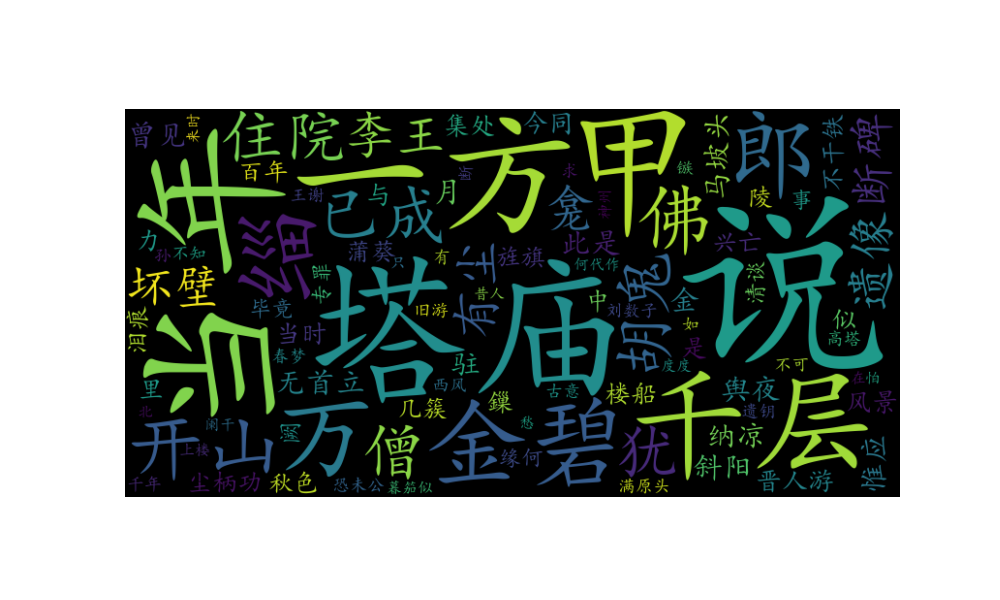 曾见
来时
住院
李王
集处
今同
一方
甲
马坡头
郎
不干铁
断碑
当年
百年
王谢
与
月
断
求
镞
陵
事
力
孙
不知
缁
已成
蒲葵
只
有
龛
佛
此是
兴亡
说
遗像
坏壁
专罪
有尘
旌旗
何代作
胡鬼
清谈
泪痕
毕竟
塔庙
旧游
昔人
中
刘数子
金
如
似
高塔
当时
春梦
是
里
无首立
驻
西风
古意
度度
不可
在
怕
几簇
鏁
楼船
千层
舆夜
遗钥
风景
北
阑干
开山
上楼
阙
万
僧
金碧
愁
缘何
犹
纳凉
斜阳
惟应
千年
尘柄功
秋色
恐未公
暮笳似
满原头
晋人游